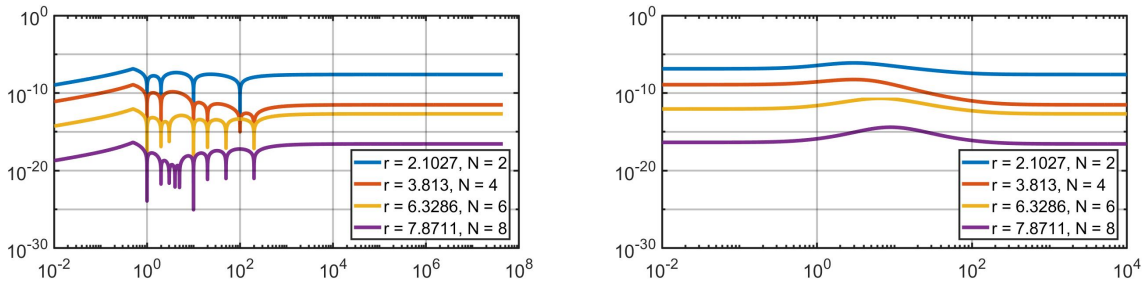 10^0
10^-10
10^-20
10^-30
10^-2
10^0
10^2
10^4
10^6
10^8
r = 2.1027, N = 2
r = 3.813, N = 4
r = 6.3286, N = 6
r = 7.8711, N = 8
10^0
10^-10
10^-20
10^-30
10^-2
10^0
10^2
10^4
r = 2.1027, N = 2
r = 3.813, N = 4
r = 6.3286, N = 6
r = 7.8711, N = 8